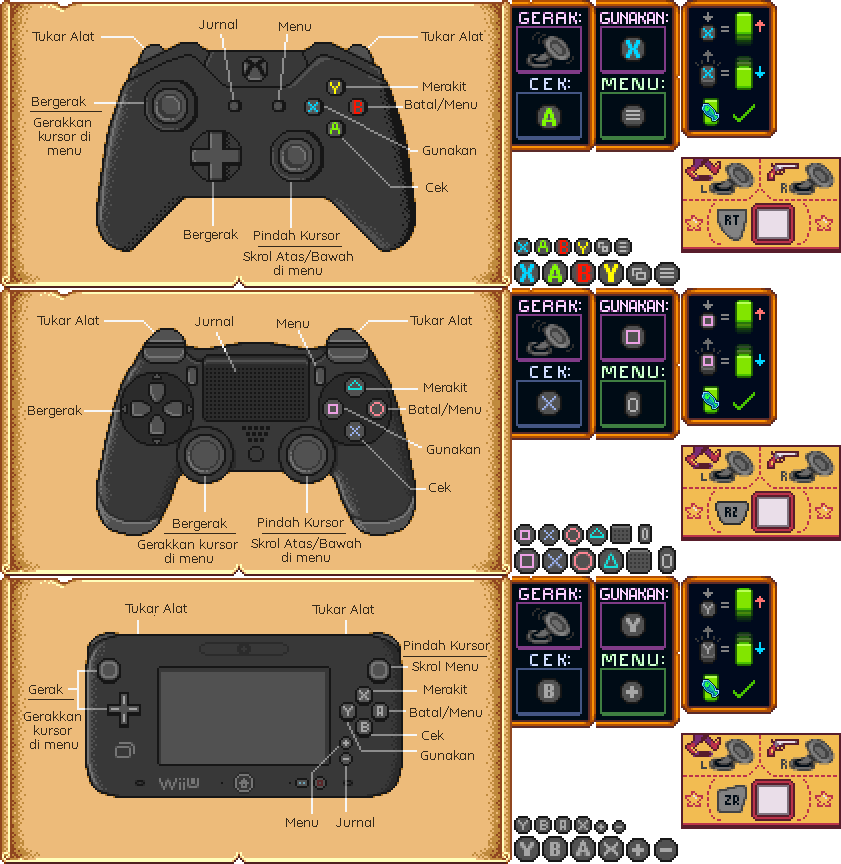 Jurnal
Menu
Tukar Alat
Tukar Alat
Y
Merakit
Bergerak
X
B
Batal/Menu
Gerakkan
kursor di
menu
A
Gunakan
Cek
Bergerak
Pindah Kursor
Skrol Atas/Bawah
di menu
GERAK:
GUNAKAN:
X
X
=
X
=
CEK:
MENU:
A
L
R
RT
X A B Y
X A B Y
Tukar Alat
Jurnal
Menu
Tukar Alat
Merakit
Bergerak
Batal/Menu
Gunakan
Cek
Bergerak
Gerakkan kursor
di menu
Pindah Kursor
Skrol Atas/Bawah
di menu
GERAK:
GUNAKAN:
=
=
CEK:
MENU:
L
R
R2
Tukar Alat
Tukar Alat
Pindah Kursor
Skrol Menu
Gerak
X
Merakit
Gerakkan
kursor
di menu
Y
A
Batal/Menu
B
Cek
Gunakan
WiiU
Menu
Jurnal
GERAK:
GUNAKAN:
Y
Y
=
Y
=
CEK:
MENU:
B
+
L
R
ZR
Y B A X + -
Y B A X + -